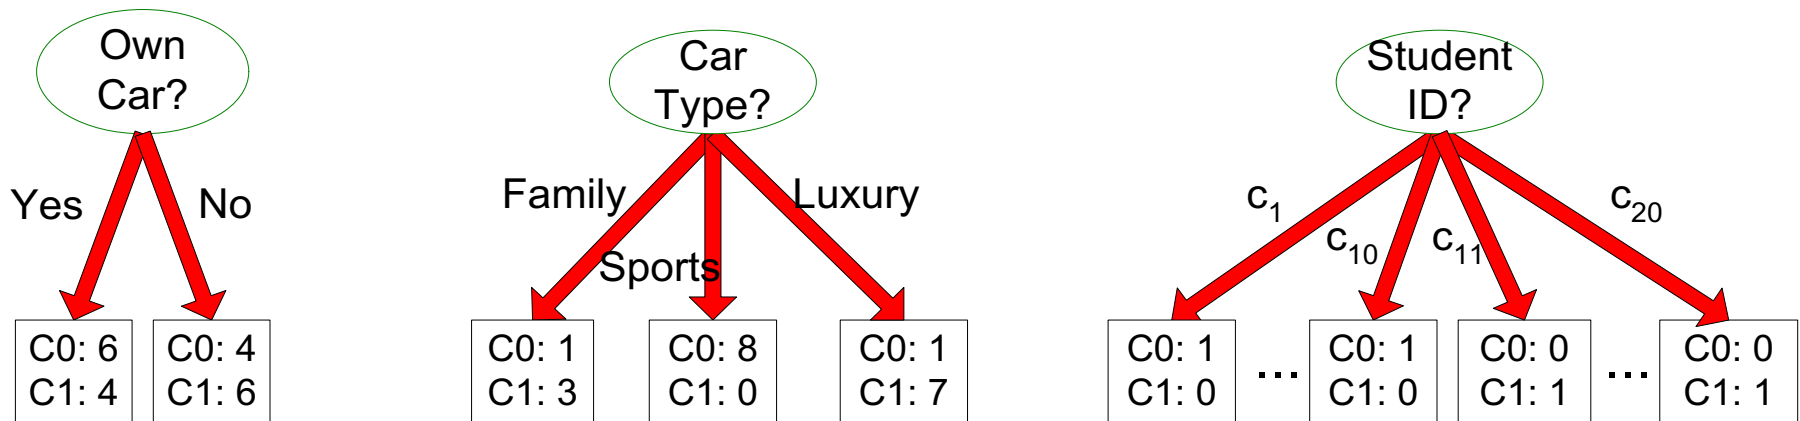 Own
Car?
Yes
No
C0: 6
C1: 4
C0: 4
C1: 6
Car
Type?
Family
Sports
Luxury
C0: 1
C1: 3
C0: 8
C1: 0
C0: 1
C1: 7
Student
ID?
c1
c10
c11
c20
C0: 1
C1: 0
...
C0: 1
C1: 0
C0: 0
C1: 1
...
C0: 0
C1: 1